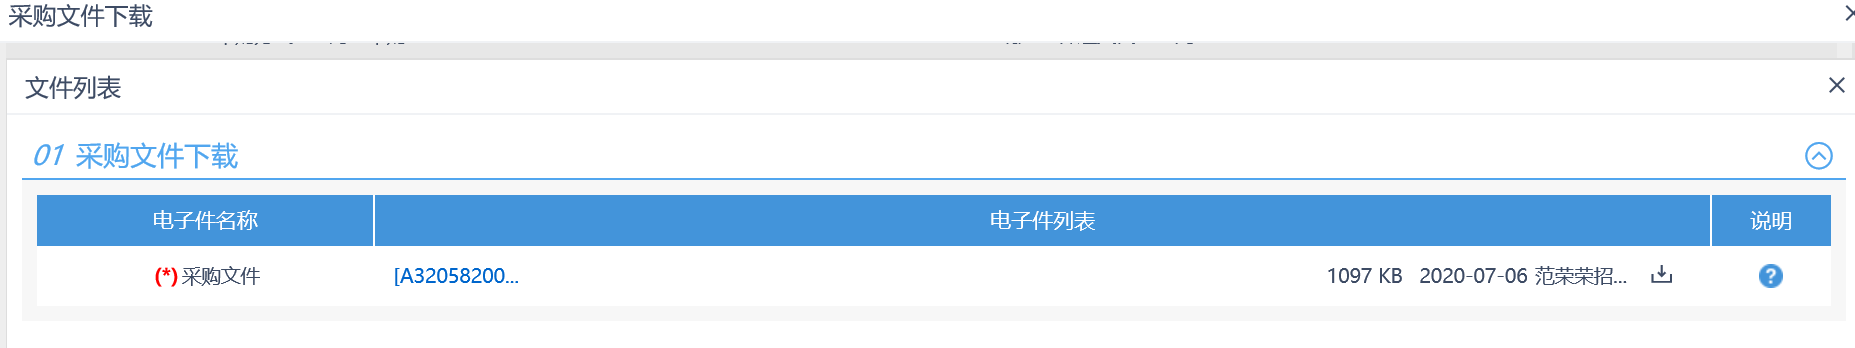 采购文件下载
文件列表
01 采购文件下载
电子件名称 电子件列表 说明
(*)采购文件 [A32058200... 1097 KB 2020-07-06 范荣荣招...